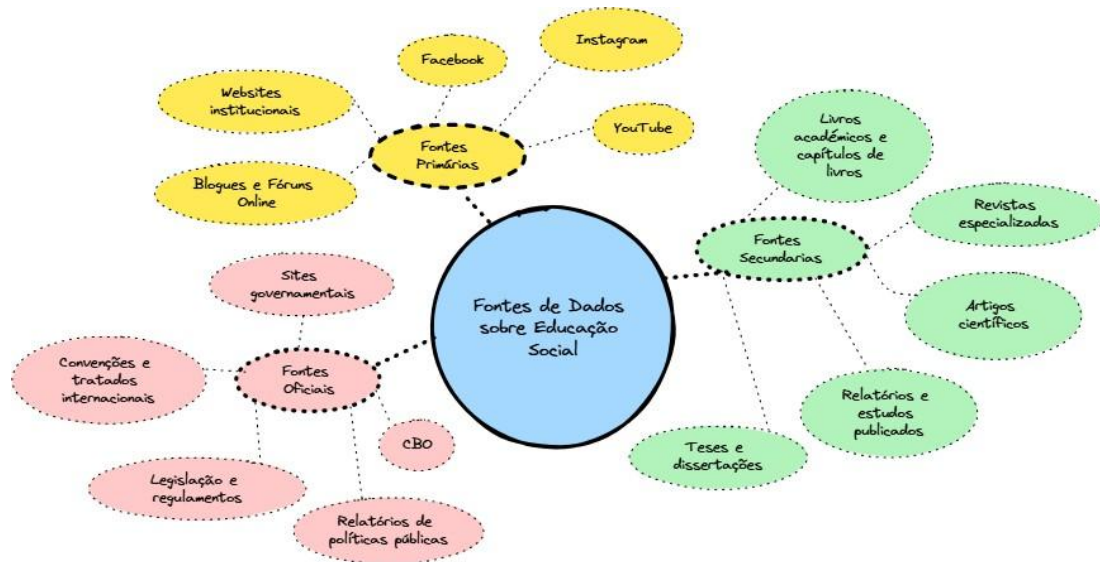 Instagram
Facebook
Websites
institucionais
YouTube
Fontes
Primárias
Blogues e Fóruns
Online
Livros
académicos e
capítulos de
livros
Revistas
especializadas
Fontes
Secundarias
Artigos
científicos
Relatórios e
estudos
publicados
Teses e
dissertações
Fontes de Dados
sobre Educação
Social
Sites
governamentais
Convenções e
tratados
internacionais
Fontes
Oficiais
CBO
Legislação e
regulamentos
Relatórios de
políticas públicas